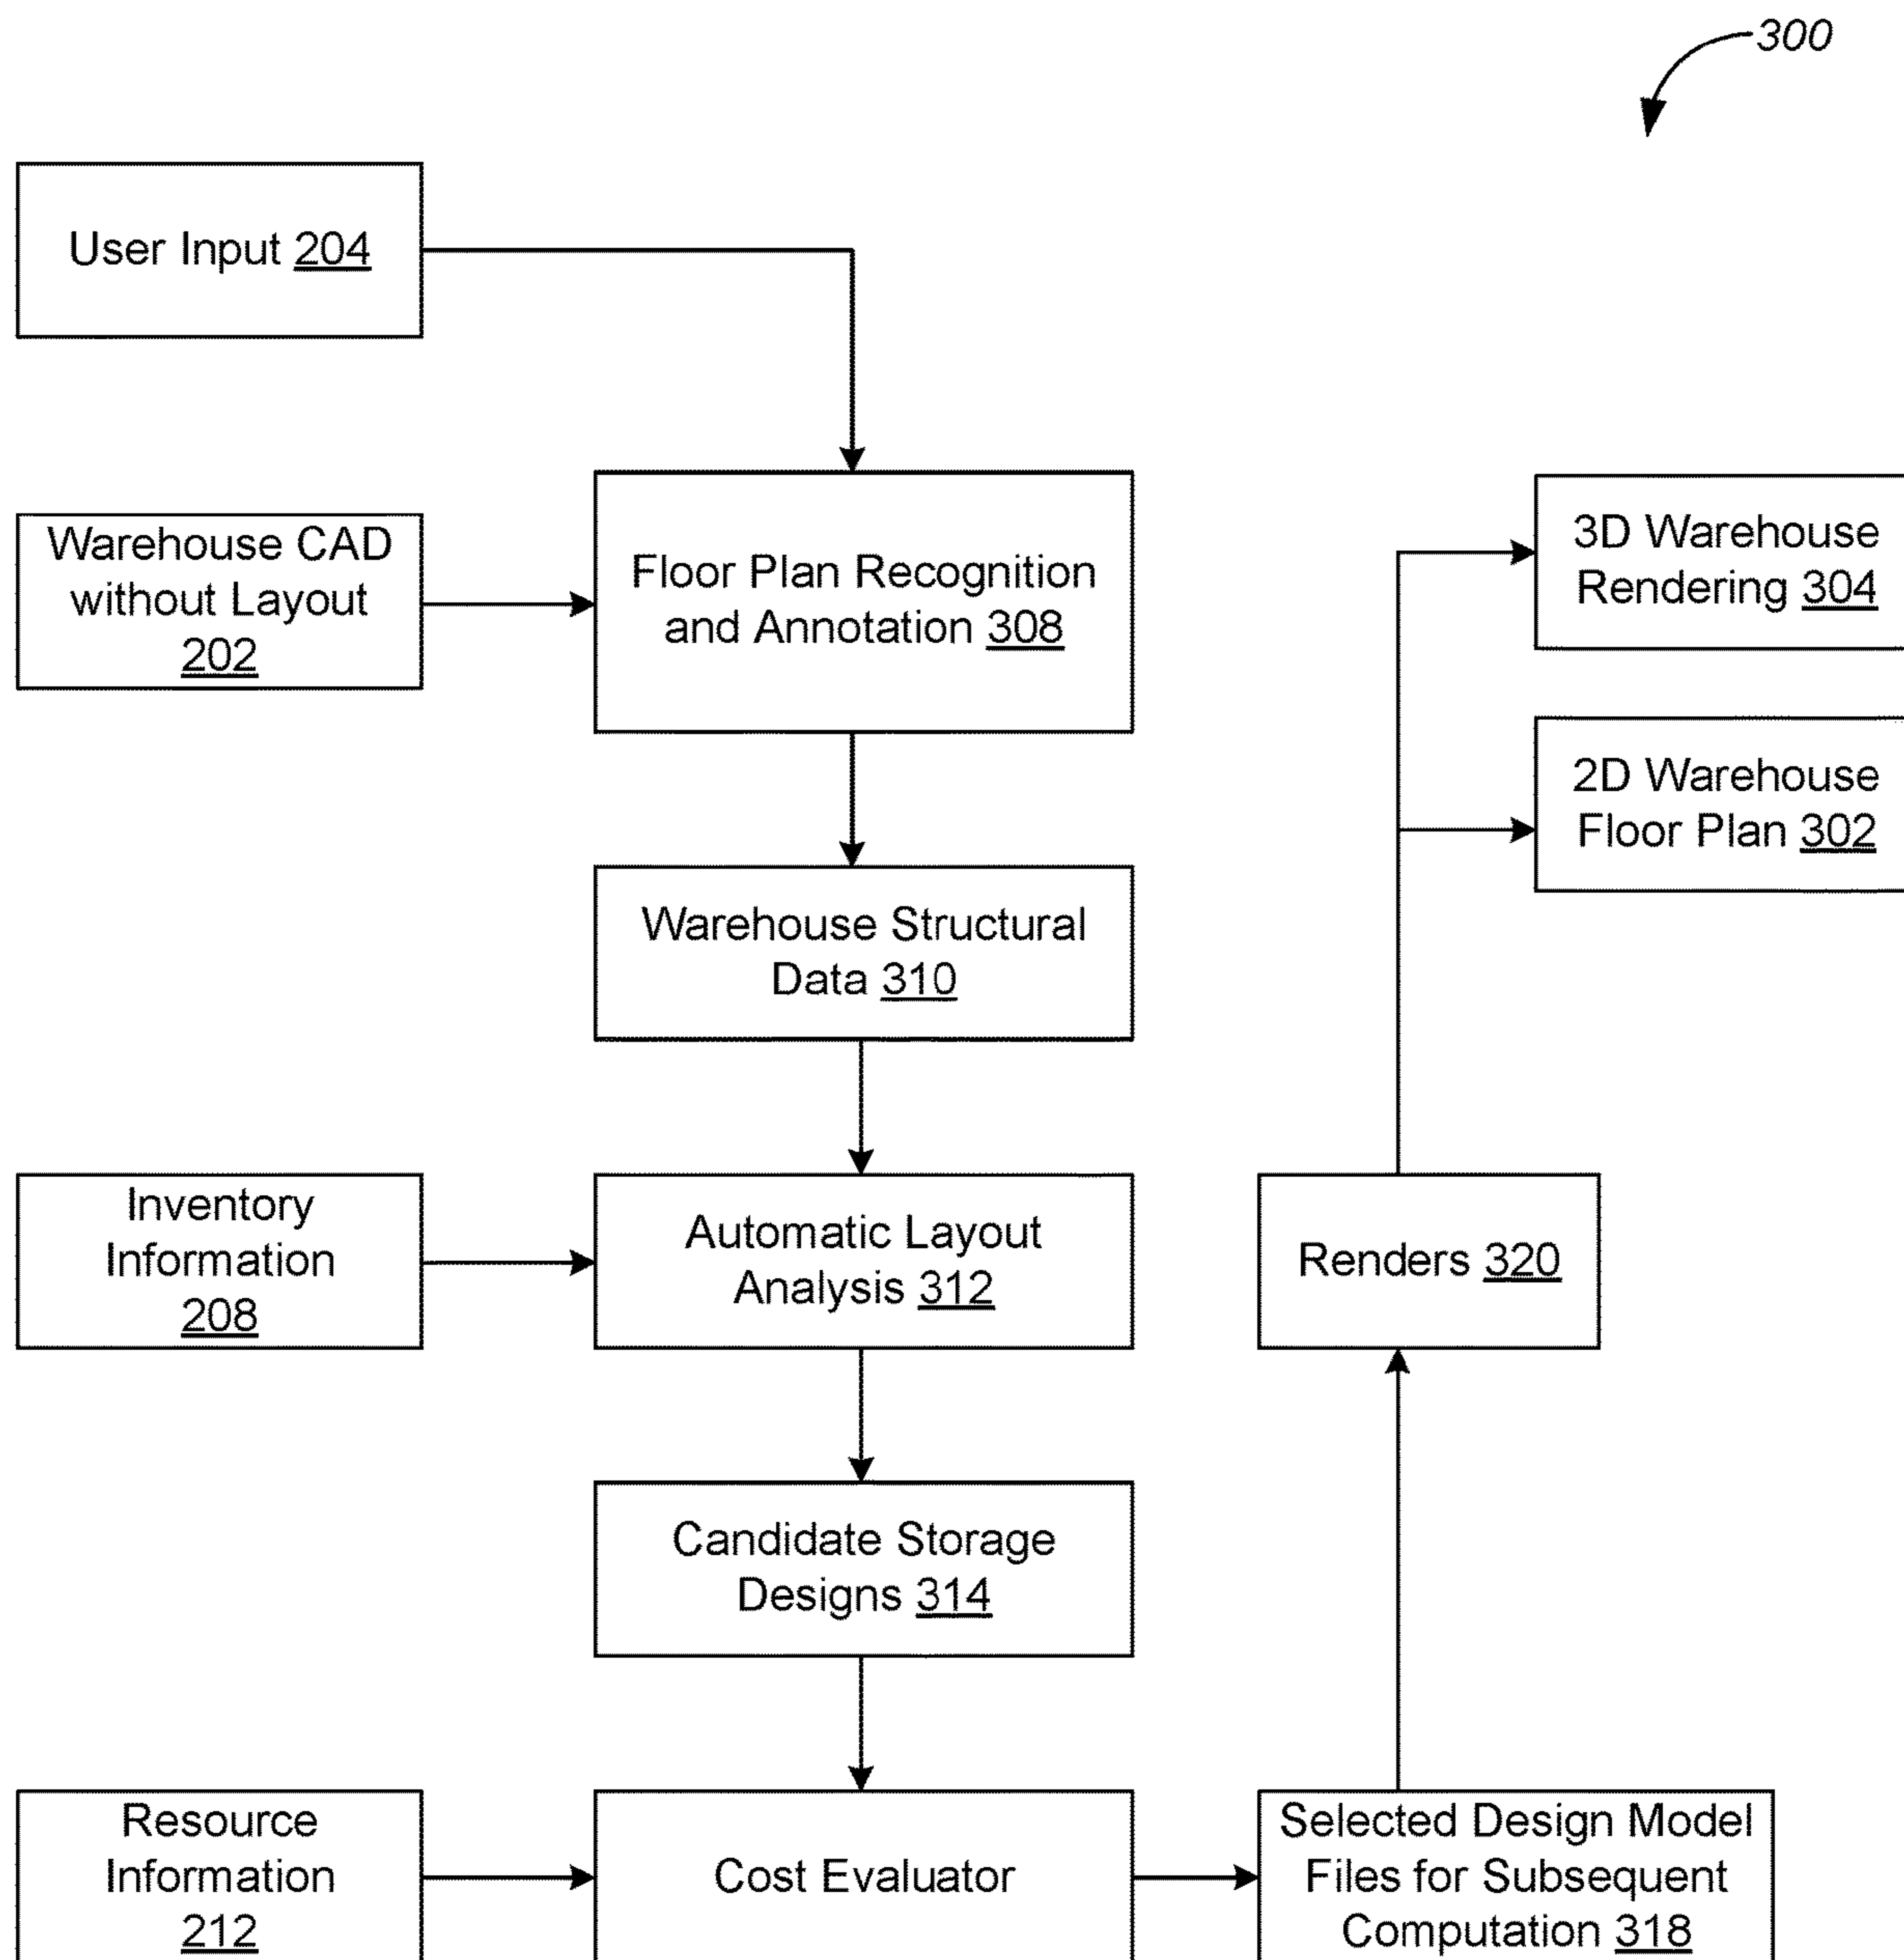 300
User Input 204
Warehouse CAD
without Layout
202
Floor Plan Recognition
and Annotation 308
3D Warehouse
Rendering 304
2D Warehouse
Floor Plan 302
Warehouse Structural
Data 310
Inventory
Information
208
Automatic Layout
Analysis 312
Renders 320
Candidate Storage
Designs 314
Resource
Information
212
Cost Evaluator
Selected Design Model
Files for Subsequent
Computation 318